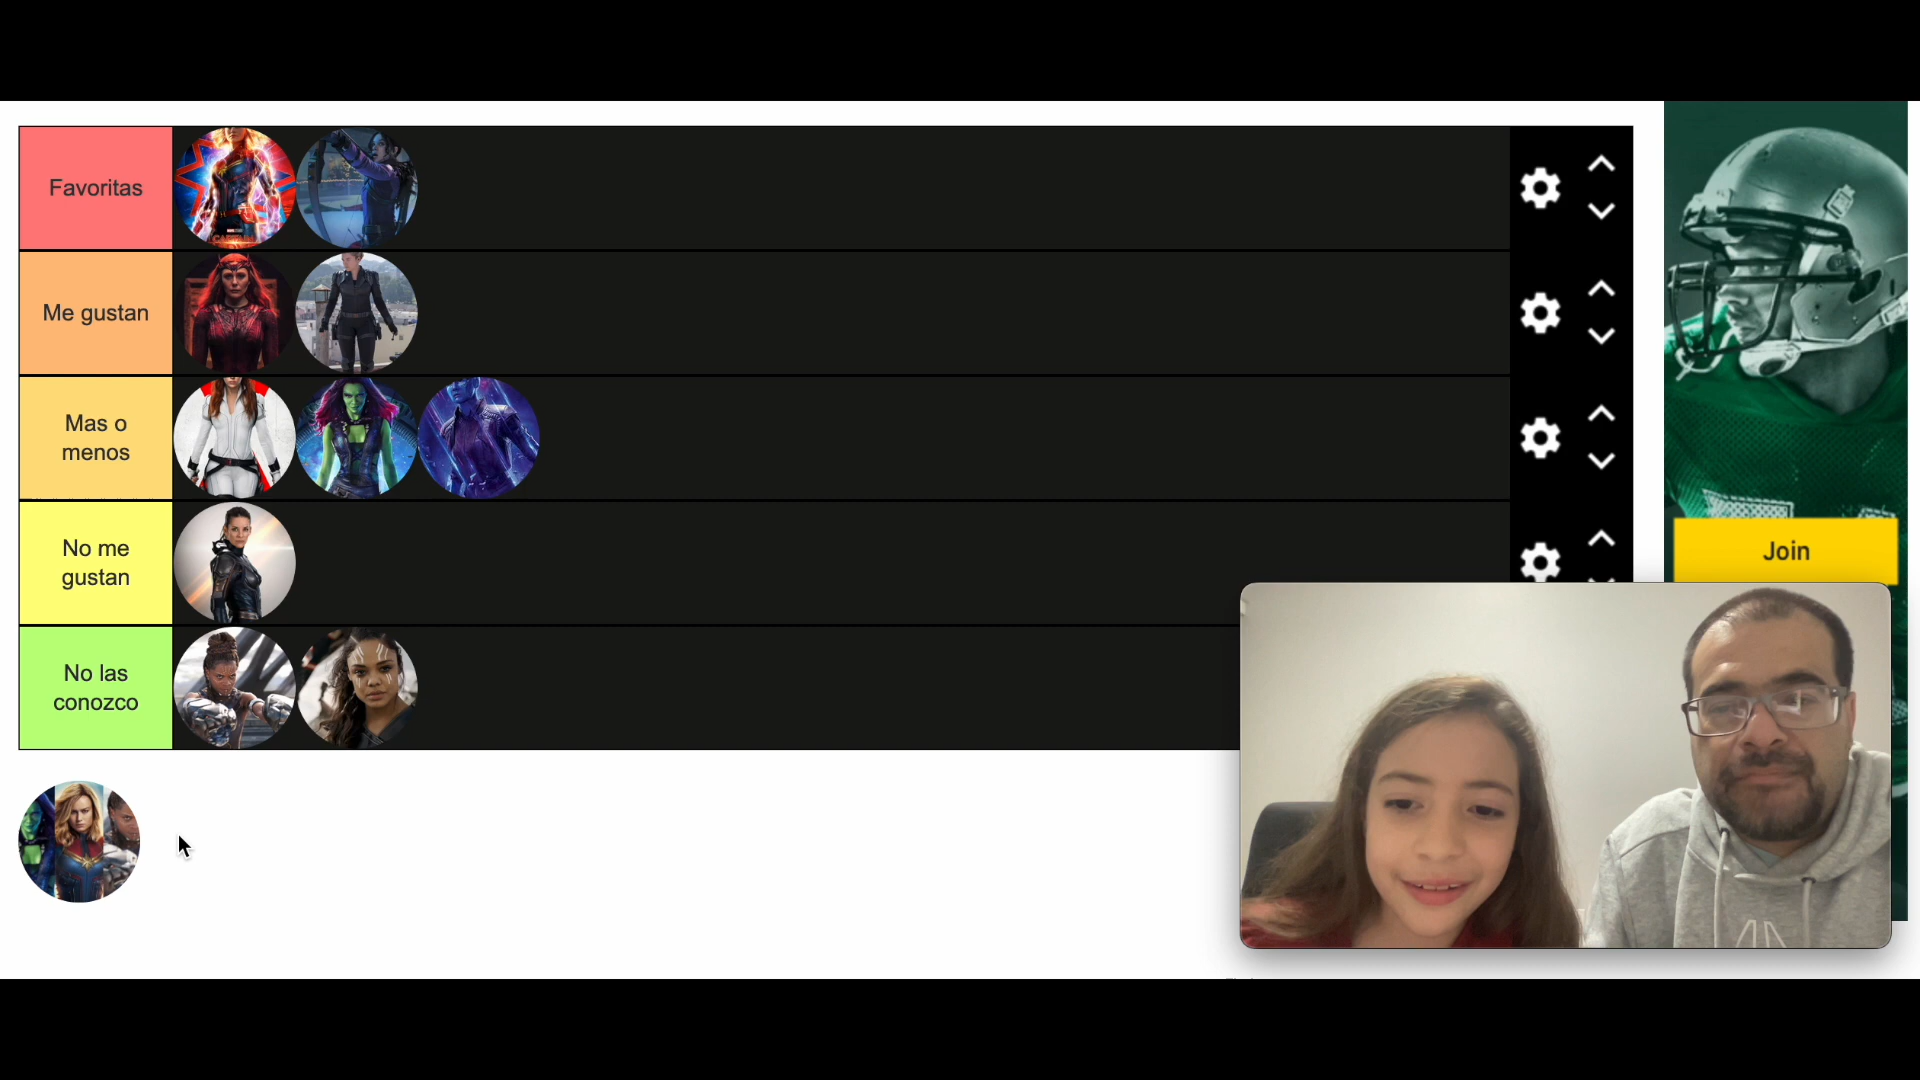 Favoritas
Me gustan
Mas o
menos
No me
gustan
No las
conozco
Join